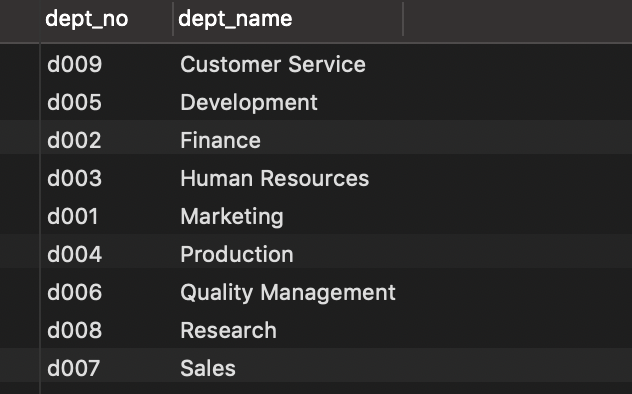 dept_no dept_name
d009 Customer Service
d005 Development
d002 Finance
d003 Human Resources
d001 Marketing
d004 Production
d006 Quality Management
d008 Research
d007 Sales